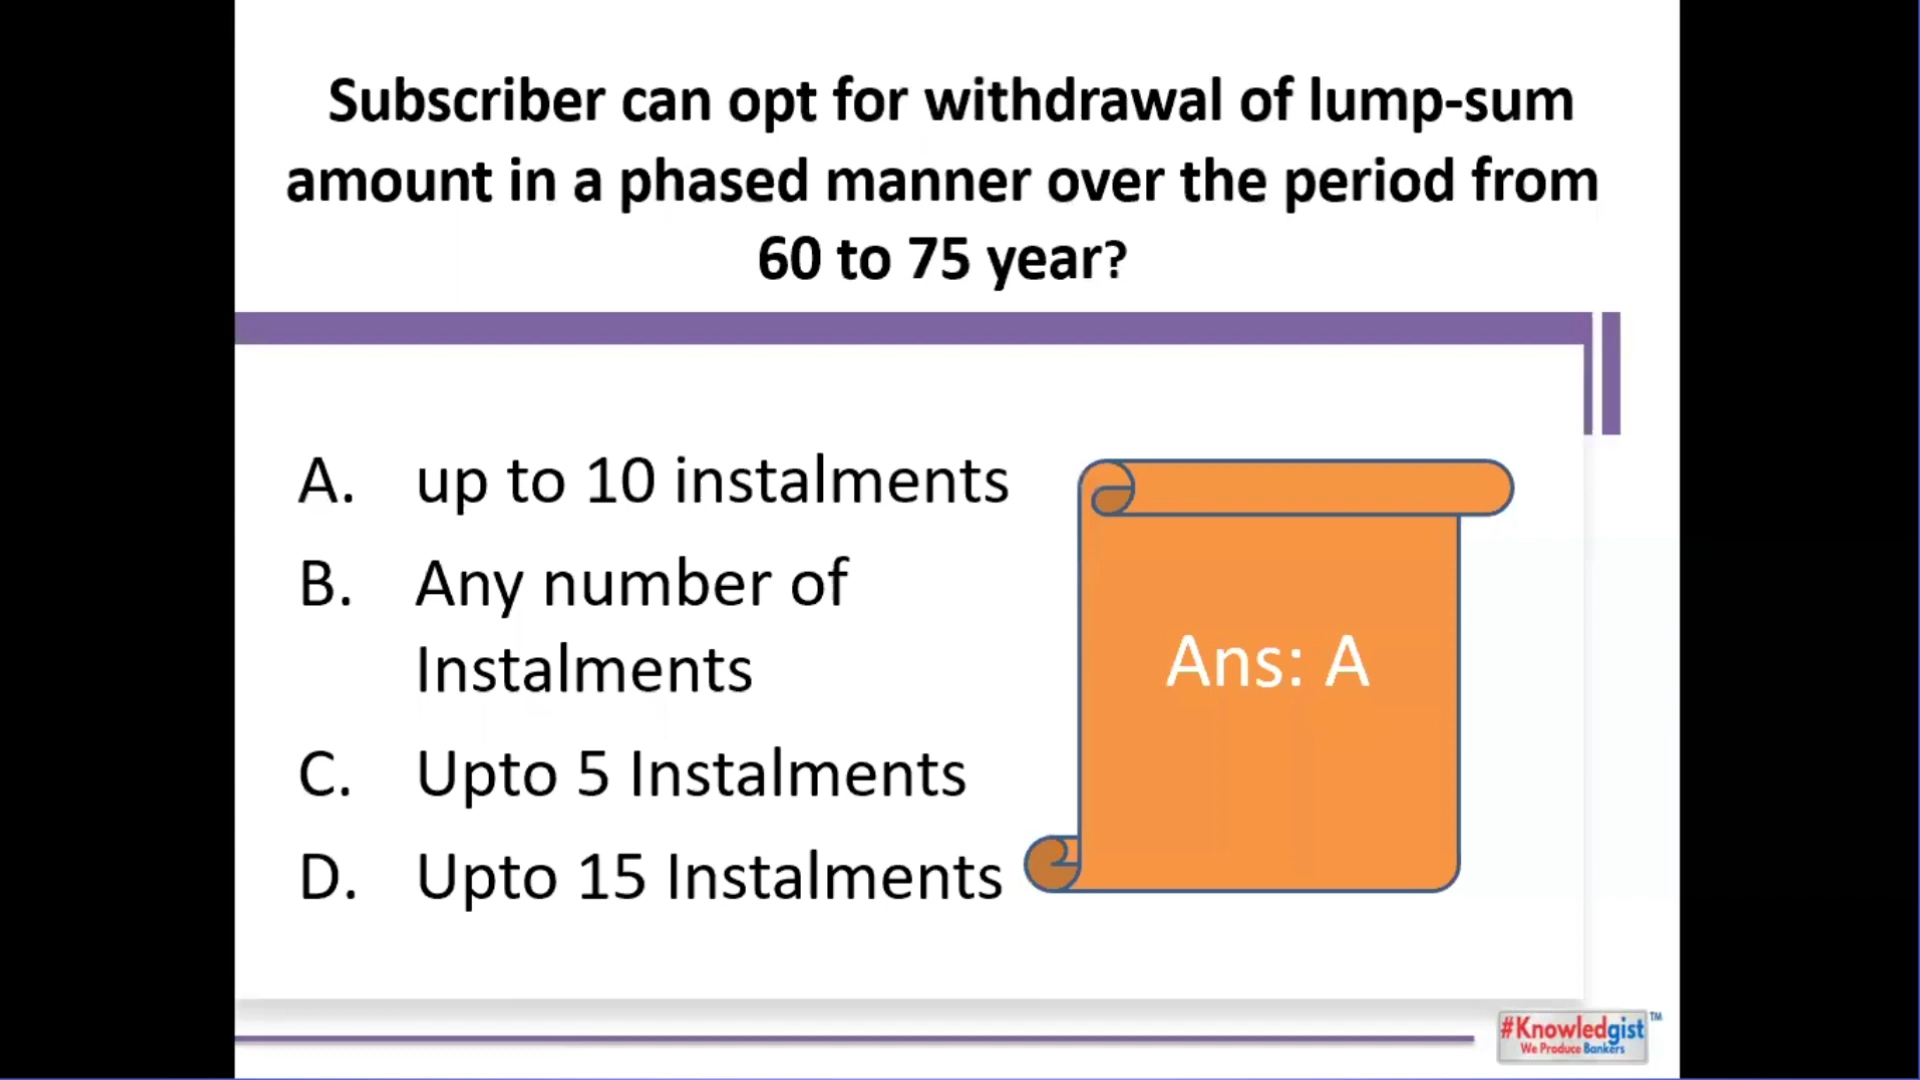 Subscriber can opt for withdrawal of lump-sum
amount in a phased manner over the period from
60 to 75 year?
A. up to 10 instalments
B. Any number of
Instalments
C. Upto 5 Instalments
D. Upto 15 Instalments
Ans: A
#Knowledgist TM
We Produce Bankers